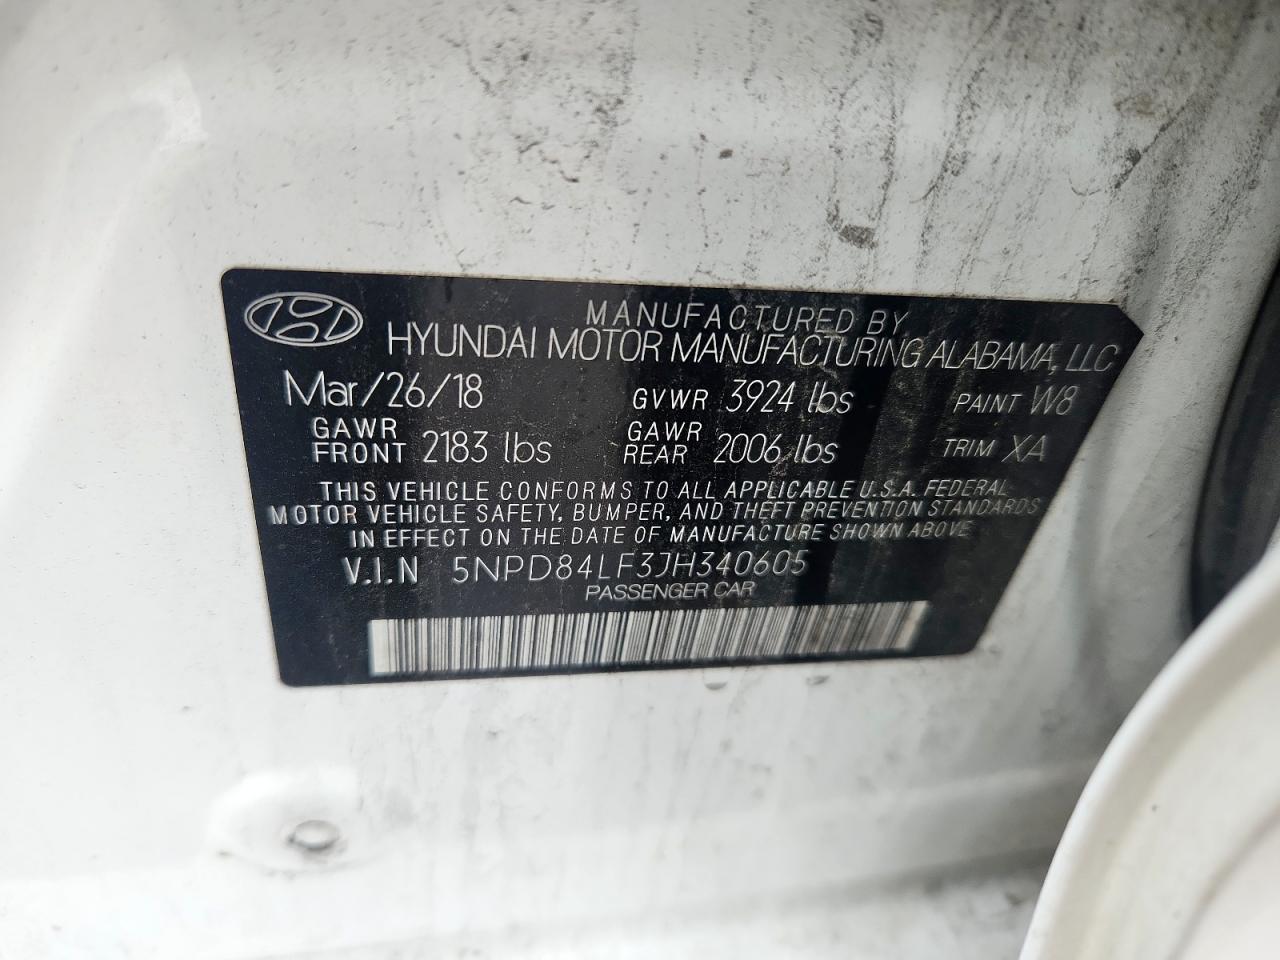 MANUFACTURED BY
HYUNDAI MOTOR MANUFACTURING ALABAMA, LLC
Mar/26/18 GVWR 3924 lbs PAINT W8
GAWR FRONT 2183 lbs GAWR REAR 2006 lbs TRIM XA
THIS VEHICLE CONFORMS TO ALL APPLICABLE U.S.A. FEDERAL
MOTOR VEHICLE SAFETY, BUMPER, AND THEFT PREVENTION STANDARDS
IN EFFECT ON THE DATE OF MANUFACTURE SHOWN ABOVE
V.I.N 5NPD84LF3JH340605
PASSENGER CAR